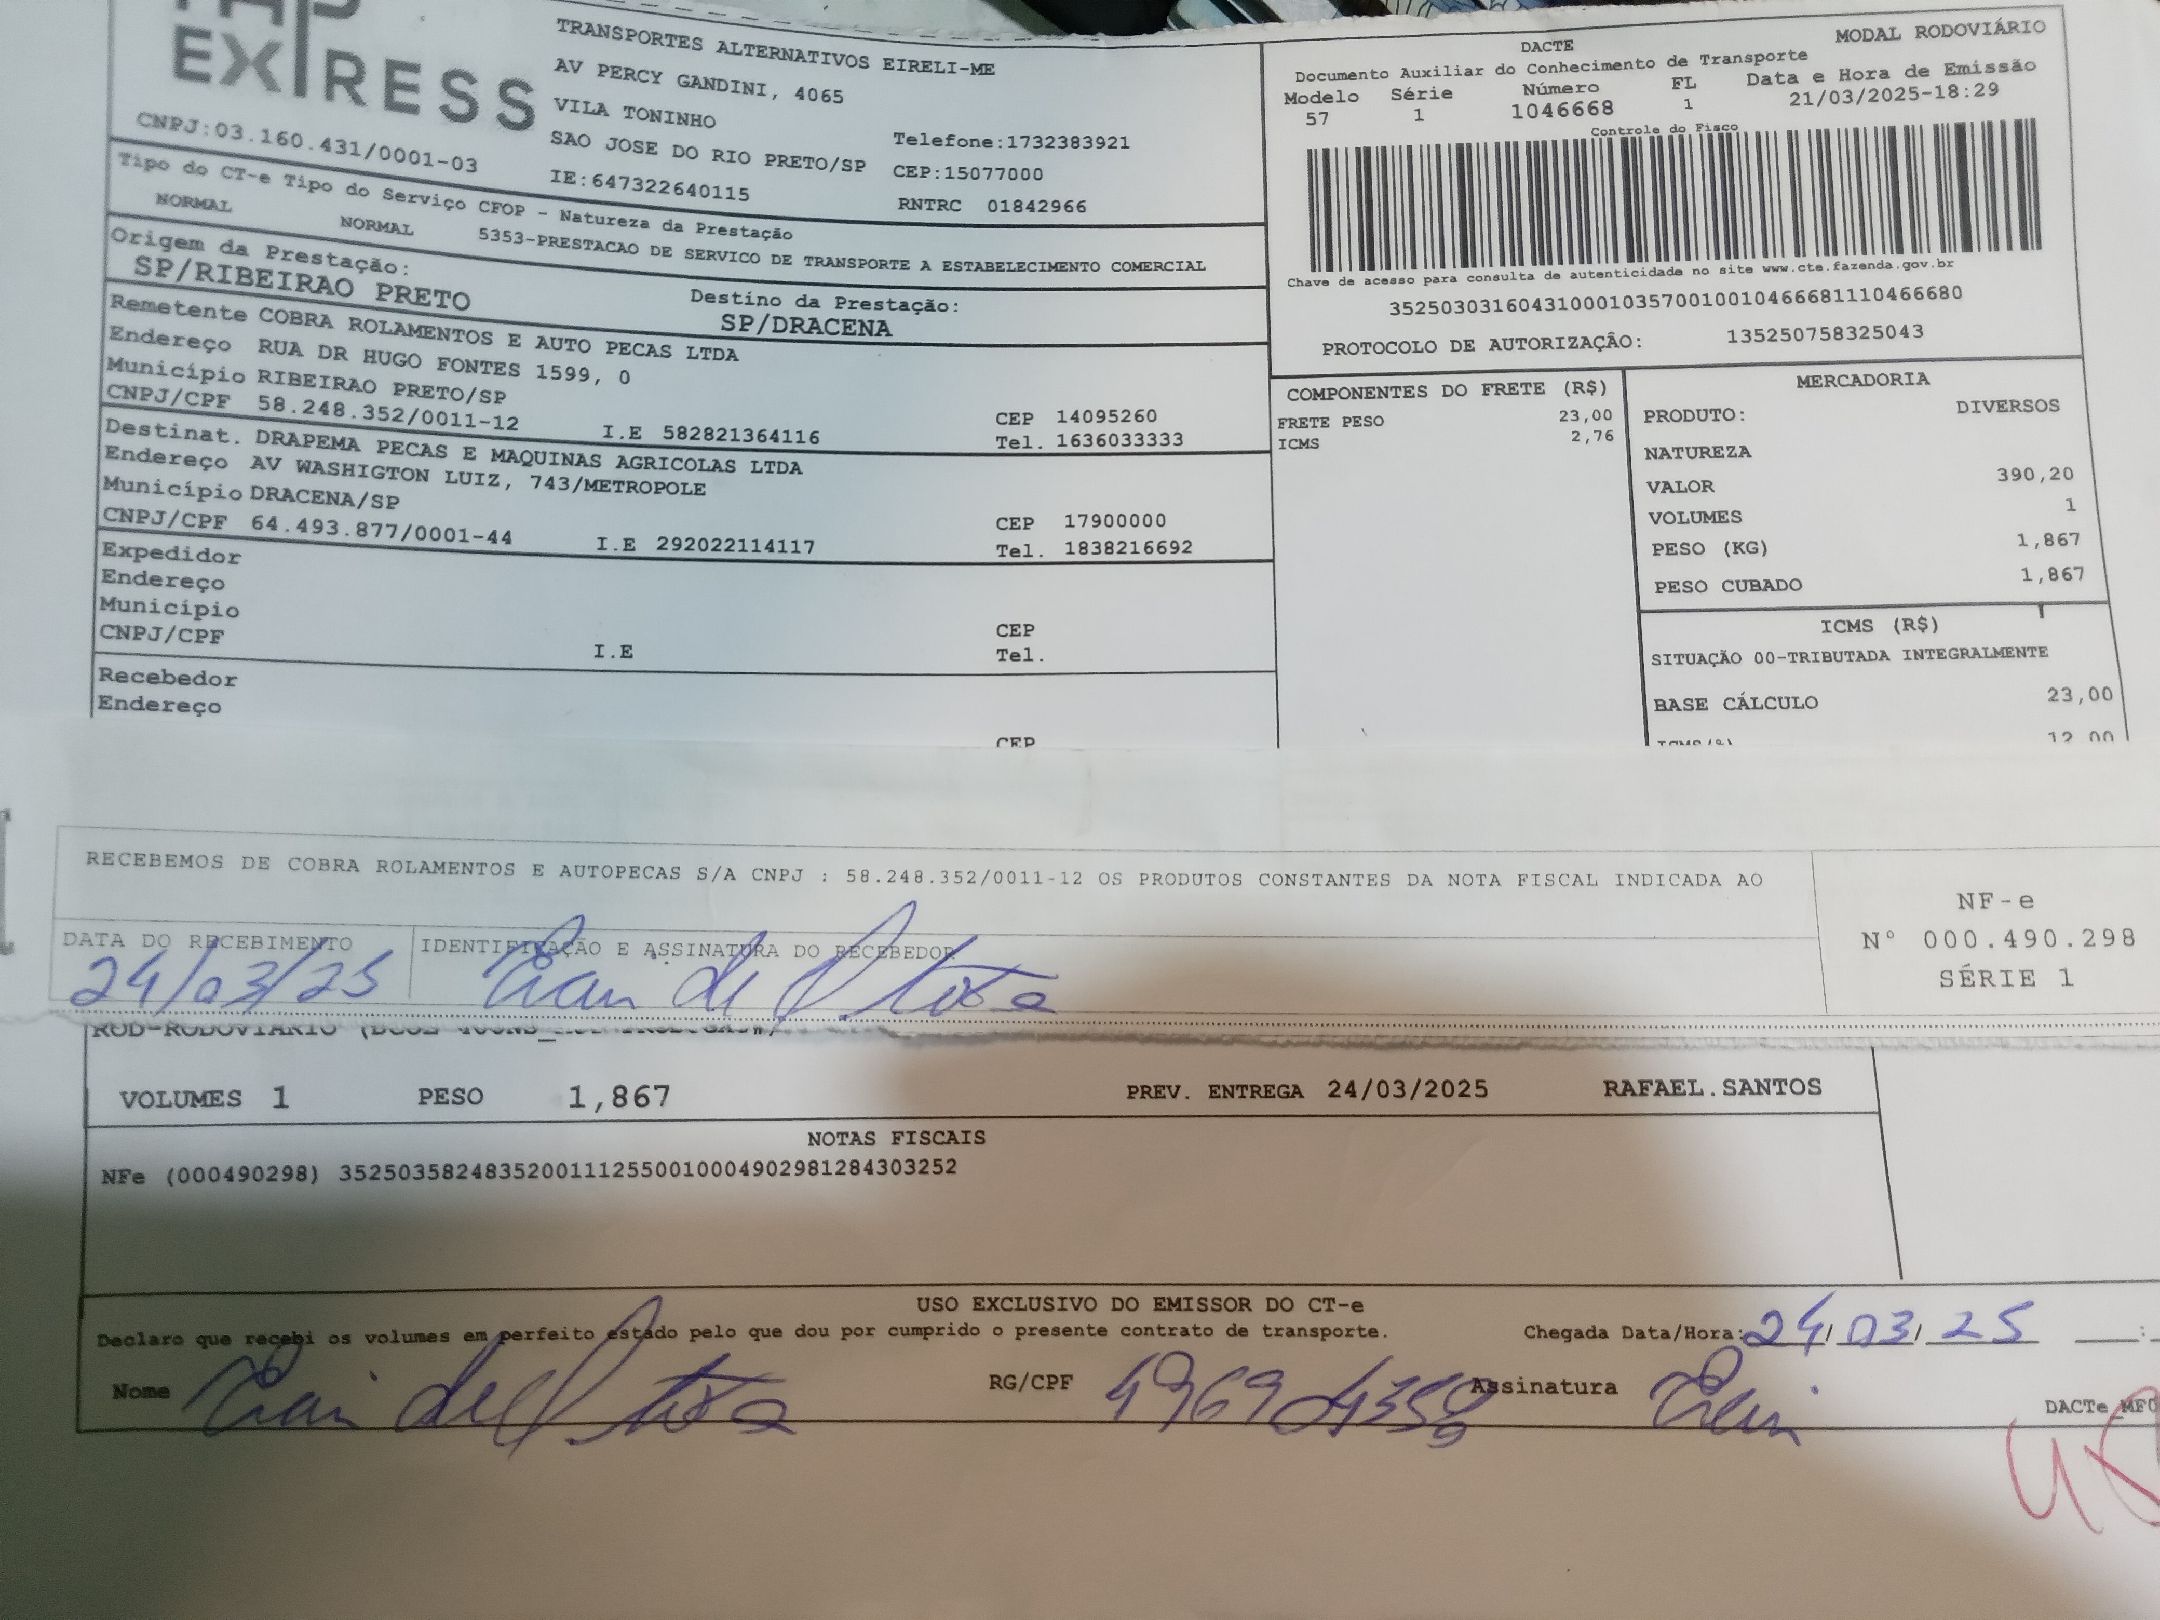 EXPRESS
TRANSPORTES ALTERNATIVOS EIRELI-ME
AV PERCY GANDINI, 4065
VILA TONINHO
SAO JOSE DO RIO PRETO/SP
IE:647322640115
Telefone:1732383921
CEP:15077000
RNTRC 01842966
CNPJ:03.160.431/0001-03
DACTE
MODAL RODOVIÁRIO
Documento Auxiliar do Conhecimento de Transporte
Modelo Série Número FL Data e Hora de Emissão
57 1 1046668 1 21/03/2025-18:29
Controle do Fisco
Chave de acesso para consulta de autenticidade no site www.cte.fazenda.gov.br
35250303160431000103570010010466681110466680
PROTOCOLO DE AUTORIZAÇÃO: 135250758325043
Tipo do CT-e Tipo do Serviço CFOP - Natureza da Prestação
NORMAL NORMAL 5353-PRESTACAO DE SERVICO DE TRANSPORTE A ESTABELECIMENTO COMERCIAL
Origem da Prestação: Destino da Prestação:
SP/RIBEIRAO PRETO SP/DRACENA
Remetente COBRA ROLAMENTOS E AUTO PECAS LTDA
Endereço RUA DR HUGO FONTES 1599, 0
Município RIBEIRAO PRETO/SP CEP 14095260
CNPJ/CPF 58.248.352/0011-12 I.E 582821364116 Tel. 1636033333
Destinat. DRAPEMA PECAS E MAQUINAS AGRICOLAS LTDA
Endereço AV WASHIGTON LUIZ, 743/METROPOLE
Município DRACENA/SP CEP 17900000
CNPJ/CPF 64.493.877/0001-44 I.E 292022114117 Tel. 1838216692
Expedidor
Endereço
Município CEP
CNPJ/CPF I.E Tel.
Recebedor
Endereço
CEP
COMPONENTES DO FRETE (R$)
FRETE PESO 23,00
ICMS 2,76
MERCADORIA
PRODUTO: DIVERSOS
NATUREZA
VALOR 390,20
VOLUMES 1
PESO (KG) 1,867
PESO CUBADO 1,867
ICMS (R$)
SITUAÇÃO 00-TRIBUTADA INTEGRALMENTE
BASE CÁLCULO 23,00
12,00
RECEBEMOS DE COBRA ROLAMENTOS E AUTOPECAS S/A CNPJ : 58.248.352/0011-12 OS PRODUTOS CONSTANTES DA NOTA FISCAL INDICADA AO
NF-e
Nº 000.490.298
SÉRIE 1
DATA DO RECEBIMENTO IDENTIFICAÇÃO E ASSINATURA DO RECEBEDOR
24/03/25
ROD-RODOVIARIO
VOLUMES 1 PESO 1,867 PREV. ENTREGA 24/03/2025 RAFAEL.SANTOS
NOTAS FISCAIS
NFe (000490298) 35250358248352001112550010004902981284303252
USO EXCLUSIVO DO EMISSOR DO CT-e
Declaro que recebi os volumes em perfeito estado pelo que dou por cumprido o presente contrato de transporte. Chegada Data/Hora: 24/03/25
Nome RG/CPF Assinatura